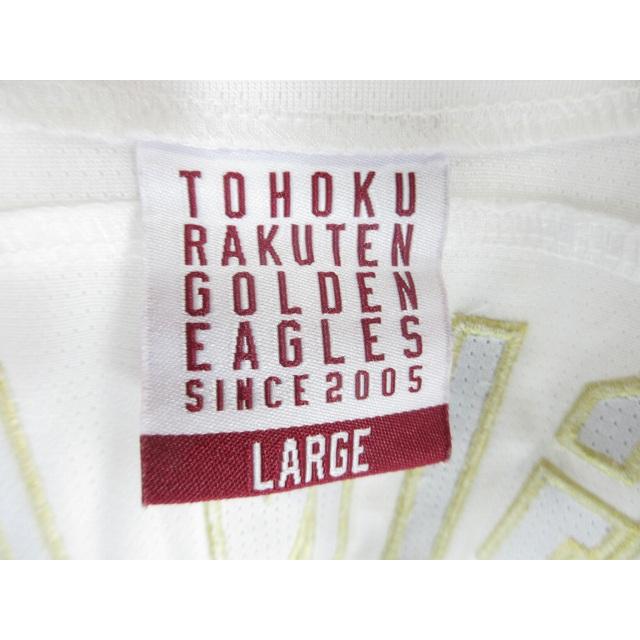 TOHOKU
RAKUTEN
GOLDEN
EAGLES
SINCE 2005
LARGE